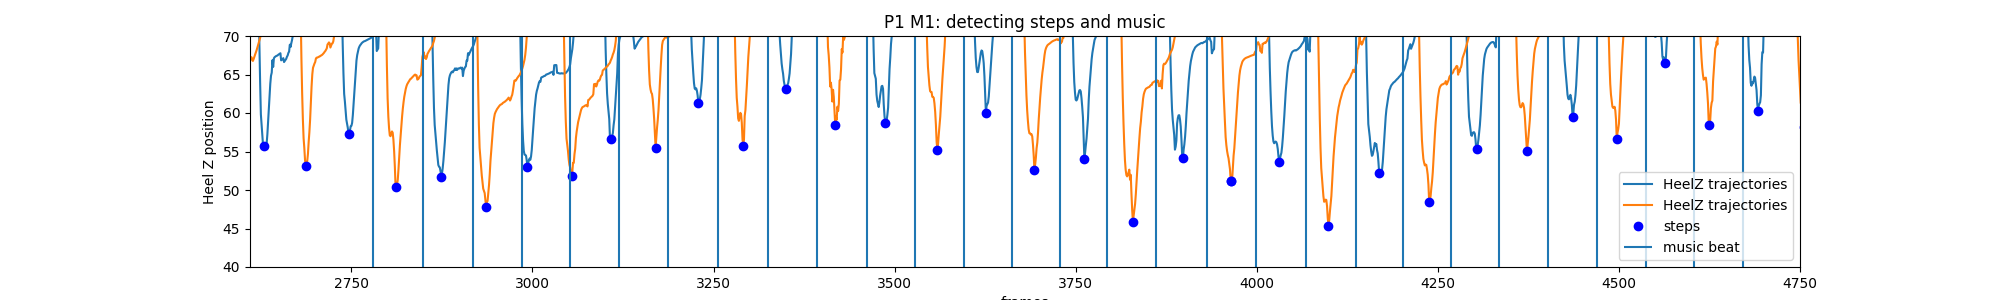 P1 M1: detecting steps and music
Heel Z position
70
65
60
55
50
45
40
2750
3000
3250
3500
3750
4000
4250
4500
4750
frames
HeelZ trajectories
HeelZ trajectories
steps
music beat